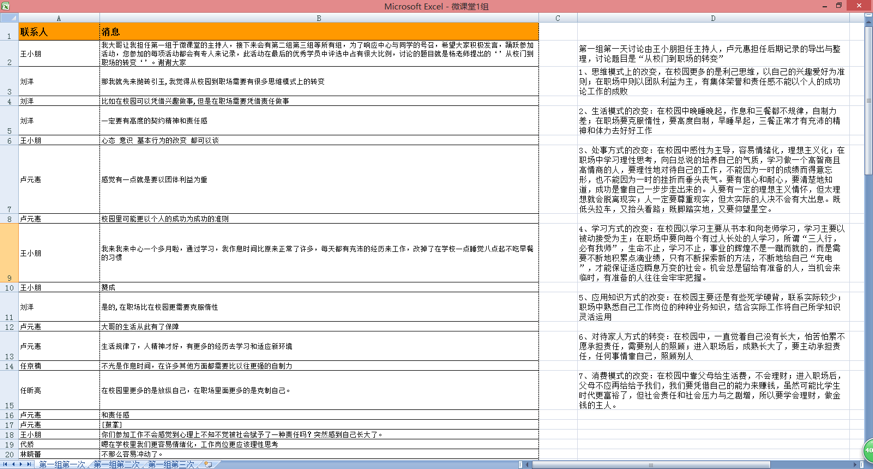 Microsoft Excel - 微课堂1组
A
B
C
D
1 联系人 消息
2 王小朋 我大哥让我担任第一组于微课堂的主持人，接下来会有第二组第三组等所有组，为了响应中心与同学的号召，希望大家积极发言，踊跃参加
活动，您参加的每项活动都会有专人来记录，此活动在最后的优秀学员中评选中占有很大比例，讨论的题目就是杨老师提出的‘‘从校门到
职场的转变’’。谢谢大家
第一组第一天讨论由王小朋担任主持人，卢元惠担任后期记录的导出与整
理，讨论题目是“从校门到职场的转变”
3 刘泽 那我就先来抛砖引玉,我觉得从校园到职场需要有很多思维模式上的转变
1、思维模式上的改变，在校园更多的是利己思维，以自己的兴趣爱好为准
则；在职场中则以团队利益为主，有集体荣誉和责任感不能以个人的成功
论工作的成败
4 刘泽 比如在校园可以凭借兴趣做事,但是在职场需要凭借责任做事
5 刘泽 一定要有高度的契约精神和责任感
2、生活模式的改变：在校园中晚睡晚起，作息和三餐都不规律，自制力
差；在职场要克服惰性，要高度自制，早睡早起，三餐正常才有充沛的精
神和体力去好好工作
6 王小朋 心态 意识 基本行为的改变 都可以谈
7 卢元惠 感觉有一点就是要以团体利益为重
3、处事方式的改变：在校园中感性为主导，容易情绪化，理想主义化；在
职场中学习理性思考，向白总说的培养自己的气质，学习做一个高智商且
高情商的人，要理性地对待自己的工作，不能因为一时的成绩而得意忘
形，也不能因为一时的挫折而垂头丧气。要有信心和耐心，要清楚地知
道，成功是靠自己一步步走出来的。人要有一定的理想主义情怀，但太理
想就会脱离现实；人一定要尊重现实，但太实际的人决不会有大出息。既
低头拉车，又抬头看路；既脚踏实地，又要仰望星空。
8 卢元惠 校园里可能更以个人的成功为成功的准则
9 王小朋 我来我来中心一个多月啦，通过学习，我作息时间比原来正常了许多，每天都有充沛的经历来工作，改掉了在学校一点睡觉八点起不吃早餐
的习惯
4、学习方式的改变：在校园以学习主要从书本和向老师学习，学习主要以
被动接受为主；在职场中要向每个有过人长处的人学习，所谓“三人行，
必有我师”，生命不止，学习不止，事业的辉煌不是一蹴而就的，而是需
要不断地积累点滴业绩，只有不断探索新的方法，不断地给自己“充电
”，才能保证适应瞬息万变的社会。机会总是留给有准备的人，当机会来
临时，有准备的人往往会牢牢把握。
10 王小朋 赞成
11 刘泽 是的,在职场比在校园更需要克服惰性
5、应用知识方式的改变：在校园主要还是有些死学硬背，联系实际较少；
职场中熟悉自己工作岗位的种种业务知识，结合实际工作将自己所学知识
灵活运用
12 卢元惠 大哥的生活从此有了保障
13 卢元惠 生活规律了，人精神才好，有更多的经历去学习和适应新环境
6、对待家人方式的转变：在校园中，一直觉着自己没有长大，怕苦怕累不
愿承担责任，需要别人的照顾；进入职场后，成熟长大了，要主动承担责
任，任何事情靠自己，照顾别人
14 任京腾 不光是作息时间，在许多其他方面都需要比以往更强的自制力
15 任昕亮 在校园里更多的是放纵自己，在职场里面更多的是克制自己。
7、消费模式的改变：在校园中靠父母给生活费，不会理财；进入职场后，
父母不应再给给予我们，我们要凭借自己的能力来赚钱，虽然可能比学生
时代更富裕了，但社会责任和社会压力与之剧增，所以要学会理财，做金
钱的主人。
16 卢元惠 和责任感
17 卢元惠 [鼓掌]
18 王小朋 你们参加工作不会感觉到心理上不知不觉被社会赋予了一种责任吗？突然感到自己长大了。
19 代娇 嗯在学校里我们更容易情绪化，工作岗位更应该理性思考
20 林晓蕾 不那么容易冲动了。
第一组第一次 第一组第二次 第一组第三次